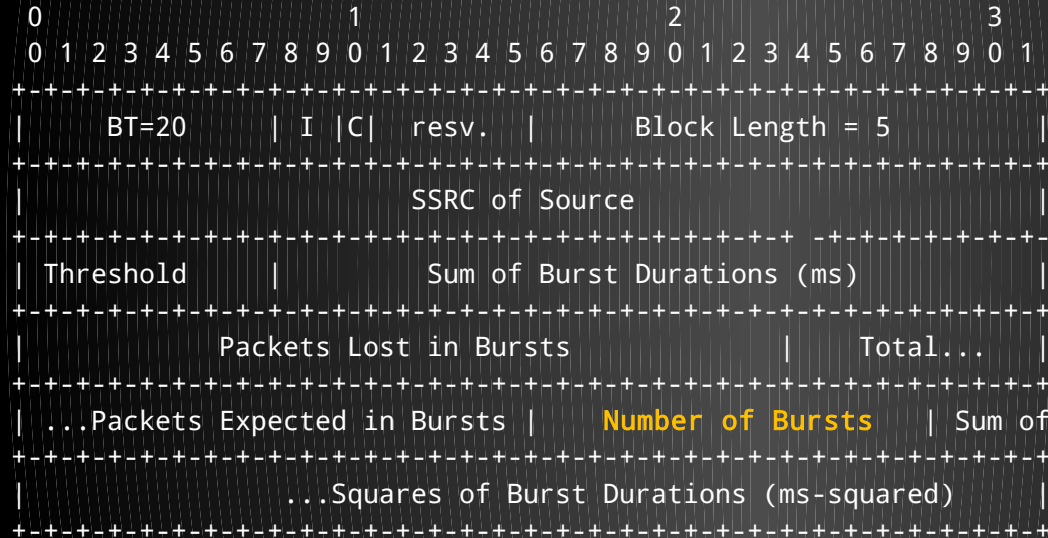 0                   1                   2                   3
0 1 2 3 4 5 6 7 8 9 0 1 2 3 4 5 6 7 8 9 0 1 2 3 4 5 6 7 8 9 0 1
+-+-+-+-+-+-+-+-+-+-+-+-+-+-+-+-+-+-+-+-+-+-+-+-+-+-+-+-+-+-+-+-+
|     BT=20     | I |C|  resv.  |      Block Length = 5         |
+-+-+-+-+-+-+-+-+-+-+-+-+-+-+-+-+-+-+-+-+-+-+-+-+-+-+-+-+-+-+-+-+
|                        SSRC of Source                         |
+-+-+-+-+-+-+-+-+-+-+-+-+-+-+-+-+-+-+-+-+-+-+-+-+ -+-+-+-+-+-+-+-
| Threshold     |         Sum of Burst Durations (ms)           |
+-+-+-+-+-+-+-+-+-+-+-+-+-+-+-+-+-+-+-+-+-+-+-+-+-+-+-+-+-+-+-+-+
|            Packets Lost in Bursts             |    Total...   |
+-+-+-+-+-+-+-+-+-+-+-+-+-+-+-+-+-+-+-+-+-+-+-+-+-+-+-+-+-+-+-+-+
| ...Packets Expected in Bursts |    Number of Bursts   | Sum of
+-+-+-+-+-+-+-+-+-+-+-+-+-+-+-+-+-+-+-+-+-+-+-+-+-+-+-+-+-+-+-+-+
|                ...Squares of Burst Durations (ms-squared)     |
+-+-+-+-+-+-+-+-+-+-+-+-+-+-+-+-+-+-+-+-+-+-+-+-+-+-+-+-+-+-+-+-+